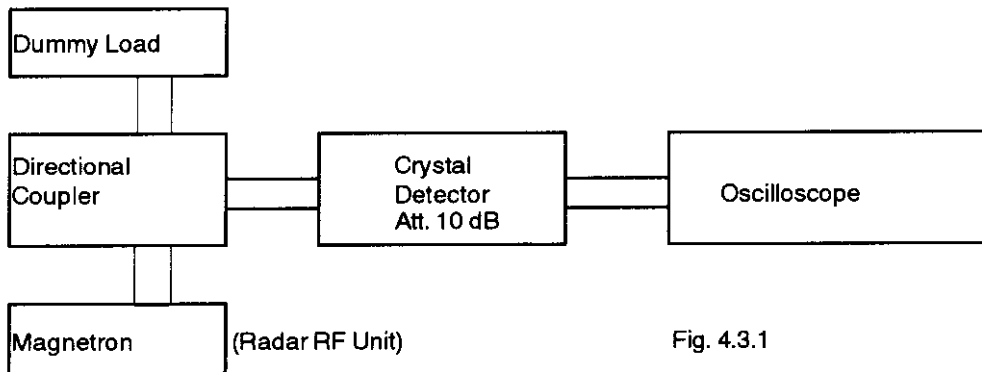 Dummy Load
Directional
Coupler
Crystal
Detector
Att. 10 dB
Oscilloscope
Magnetron
(Radar RF Unit)
Fig. 4.3.1